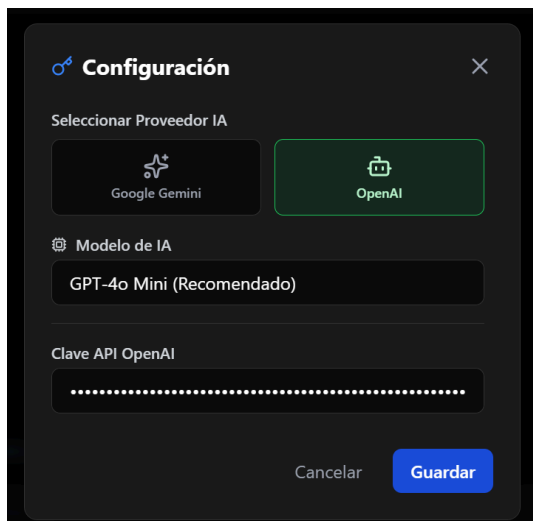 Configuración
Seleccionar Proveedor IA
Google Gemini
OpenAI
Modelo de IA
GPT-4o Mini (Recomendado)
Clave API OpenAI
Cancelar
Guardar